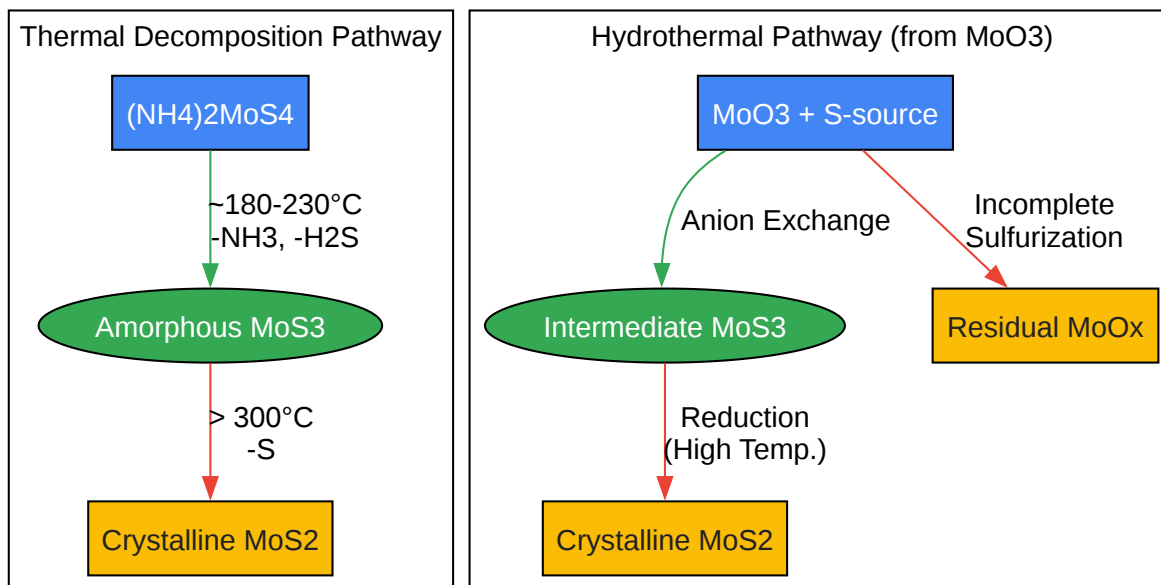 Thermal Decomposition Pathway
(NH4)2MoS4
~180-230°C
-NH3, -H2S
Amorphous MoS3
> 300°C
-S
Crystalline MoS2
Hydrothermal Pathway (from MoO3)
MoO3 + S-source
Anion Exchange
Incomplete
Sulfurization
Intermediate MoS3
Residual MoOx
Reduction
(High Temp.)
Crystalline MoS2